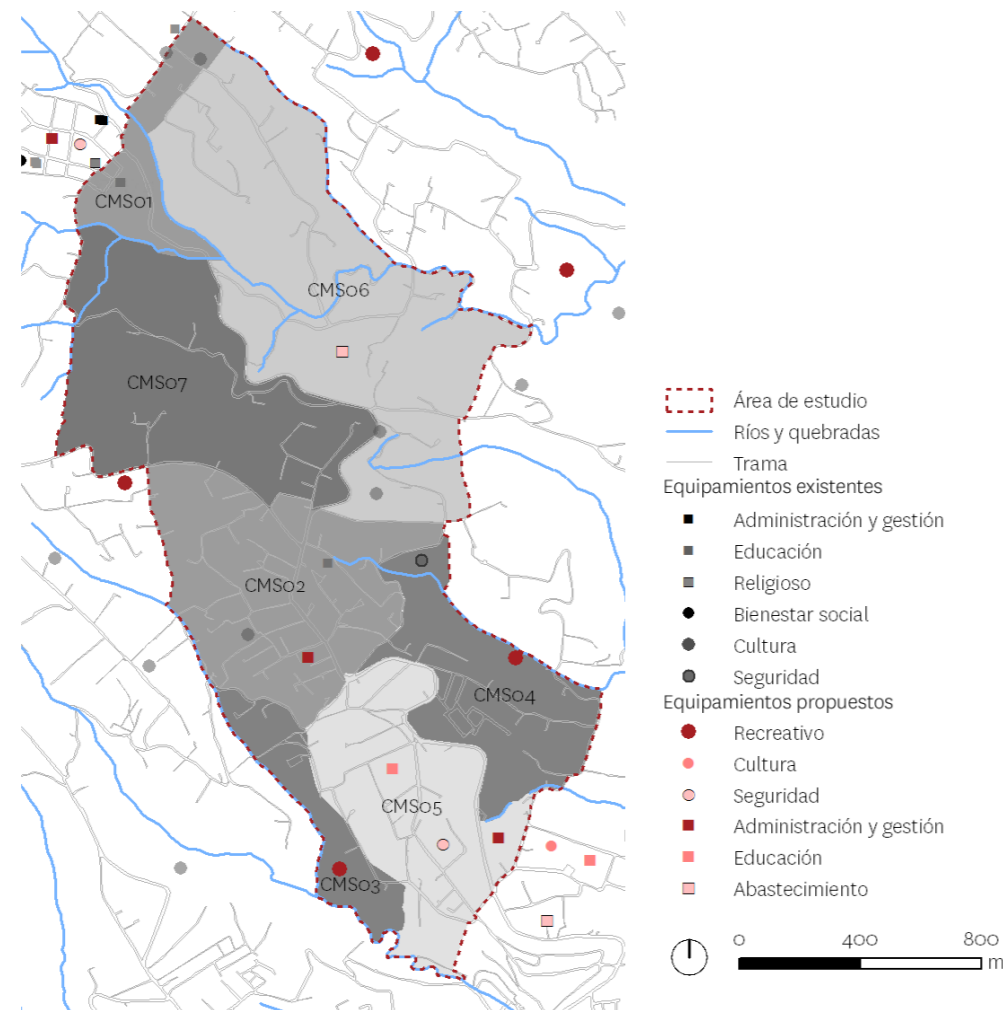 CMS01
CMS06
CMS07
CMS02
CMS04
CMS05
CMS03
Área de estudio
Ríos y quebradas
Trama
Equipamientos existentes
Administración y gestión
Educación
Religioso
Bienestar social
Cultura
Seguridad
Equipamientos propuestos
Recreativo
Cultura
Seguridad
Administración y gestión
Educación
Abastecimiento
0 400 800
m